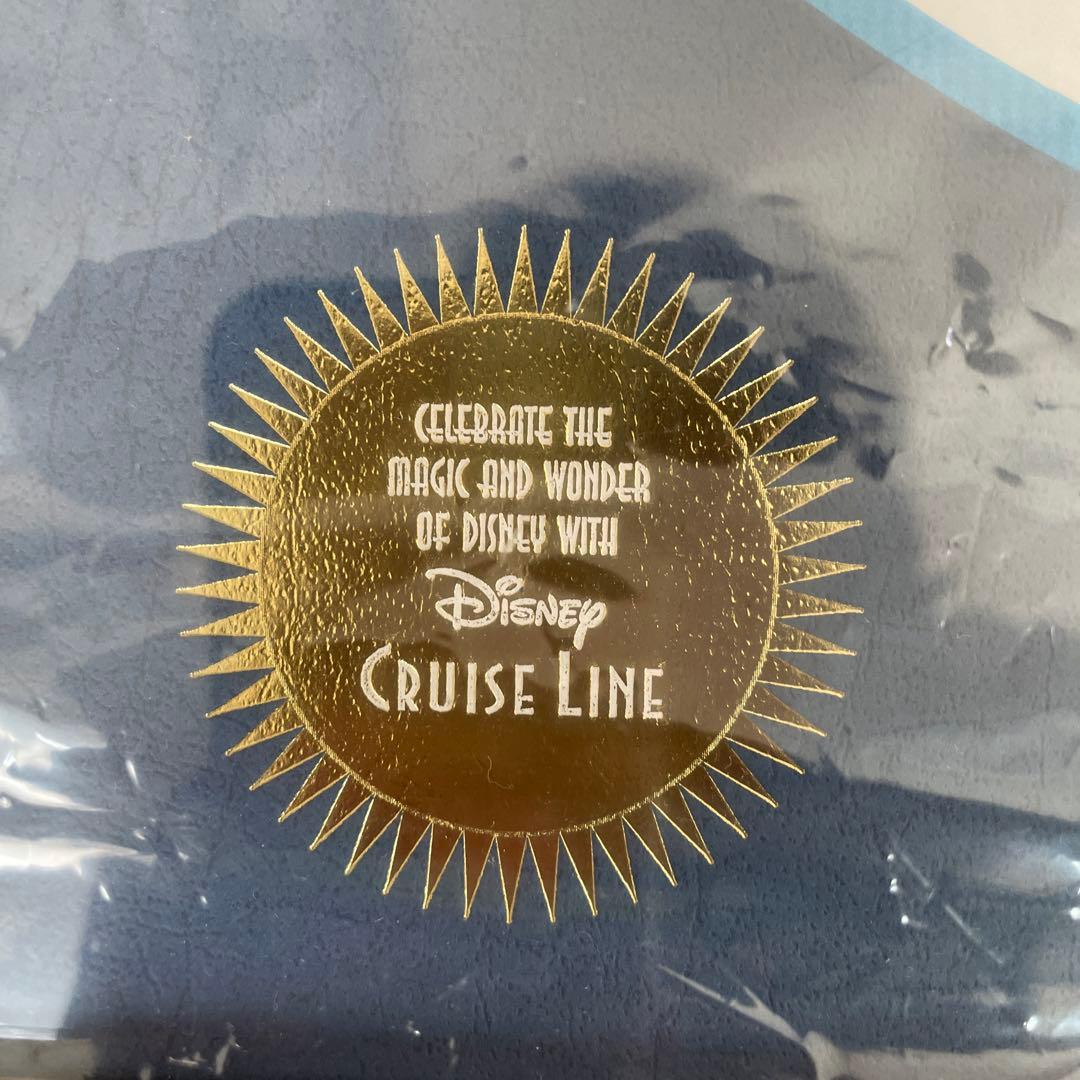 CELEBRATE THE
MAGIC AND WONDER
OF DISNEY WITH
DISNEY
CRUISE LINE